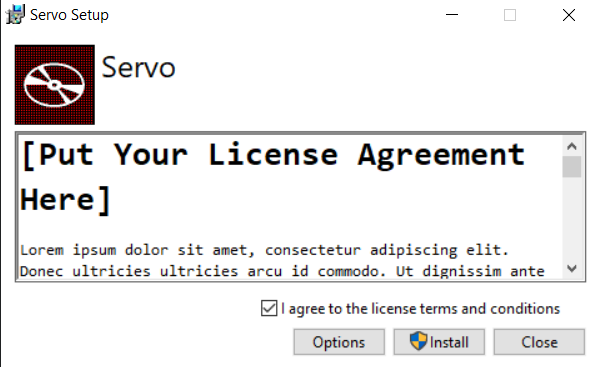 Servo Setup
Servo
[Put Your License Agreement
Here]
Lorem ipsum dolor sit amet, consectetur adipiscing elit.
Donec ultricies ultricies arcu id commodo. Ut dignissim ante
I agree to the license terms and conditions
Options Install Close